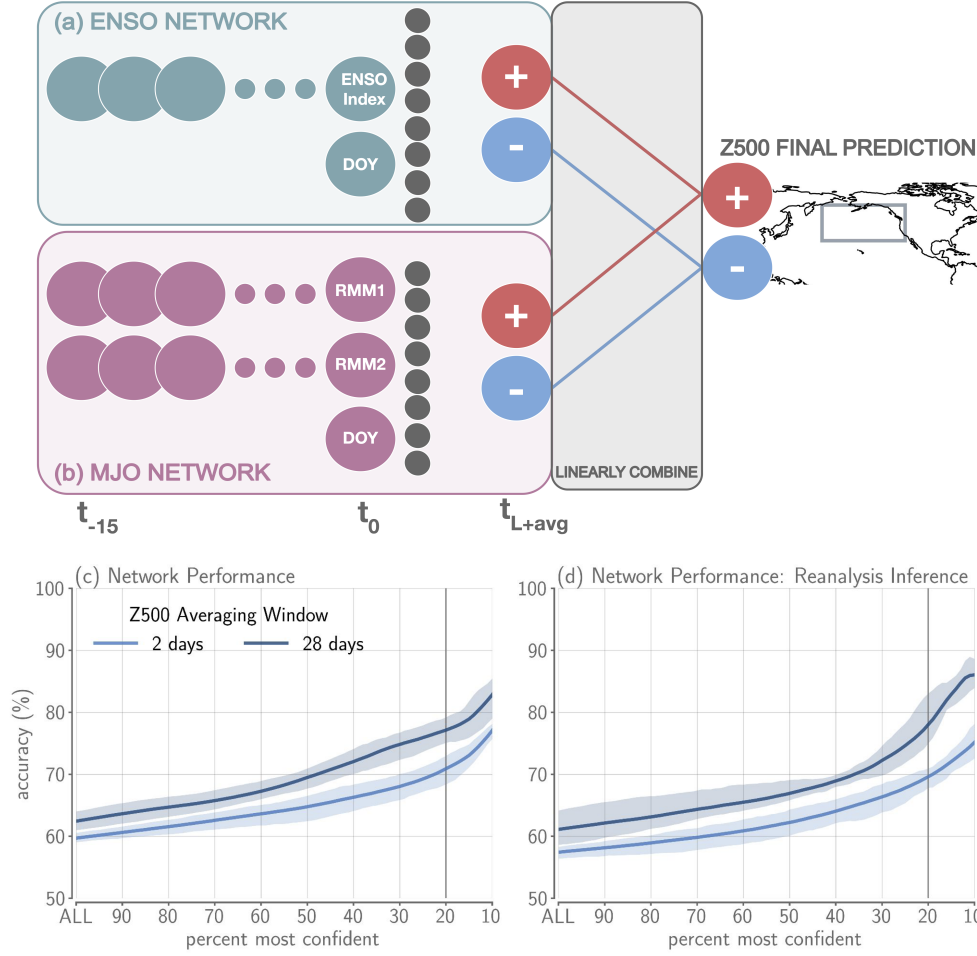 (a) ENSO NETWORK
ENSO
Index
DOY
+
-
Z500 FINAL PREDICTION
+
-
RMM1
RMM2
DOY
+
-
(b) MJO NETWORK
LINEARLY COMBINE
t-15
t0
tL+avg
(c) Network Performance
Z500 Averaging Window
2 days
28 days
accuracy (%)
100
90
80
70
60
50
ALL 90 80 70 60 50 40 30 20 10
percent most confident
(d) Network Performance: Reanalysis Inference
100
90
80
70
60
50
ALL 90 80 70 60 50 40 30 20 10
percent most confident